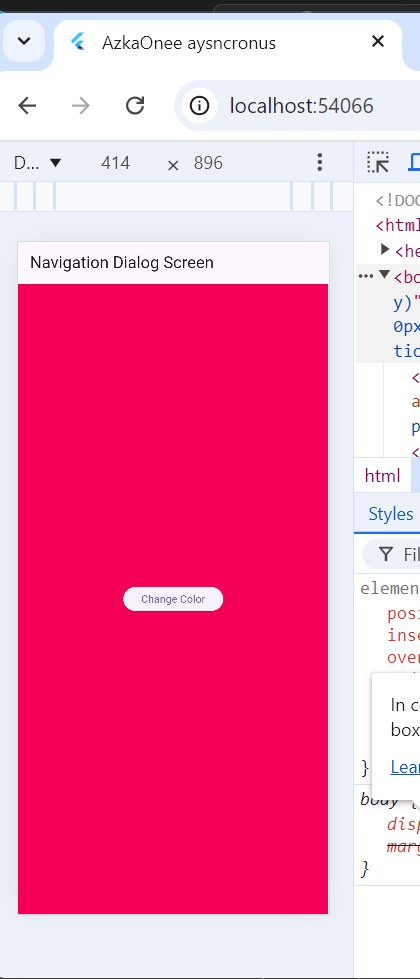 AzkaOnee aysncronus
localhost:54066
D... 414 × 896
Navigation Dialog Screen
Change Color
<!DOC
<html
<he
<bo
y)"
0px
tic
<
a
p
<
html
Styles
Fil
elemen
posi
inse
over
In c
box
Lear
}
body {
disp
marg
}